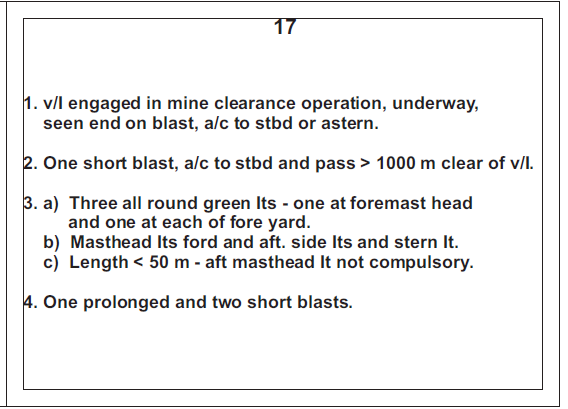 17
1. v/l engaged in mine clearance operation, underway,
seen end on blast, a/c to stbd or astern.
2. One short blast, a/c to stbd and pass > 1000 m clear of v/l.
3. a) Three all round green lts - one at foremast head
and one at each of fore yard.
b) Masthead lts ford and aft. side lts and stern lt.
c) Length < 50 m - aft masthead lt not compulsory.
4. One prolonged and two short blasts.